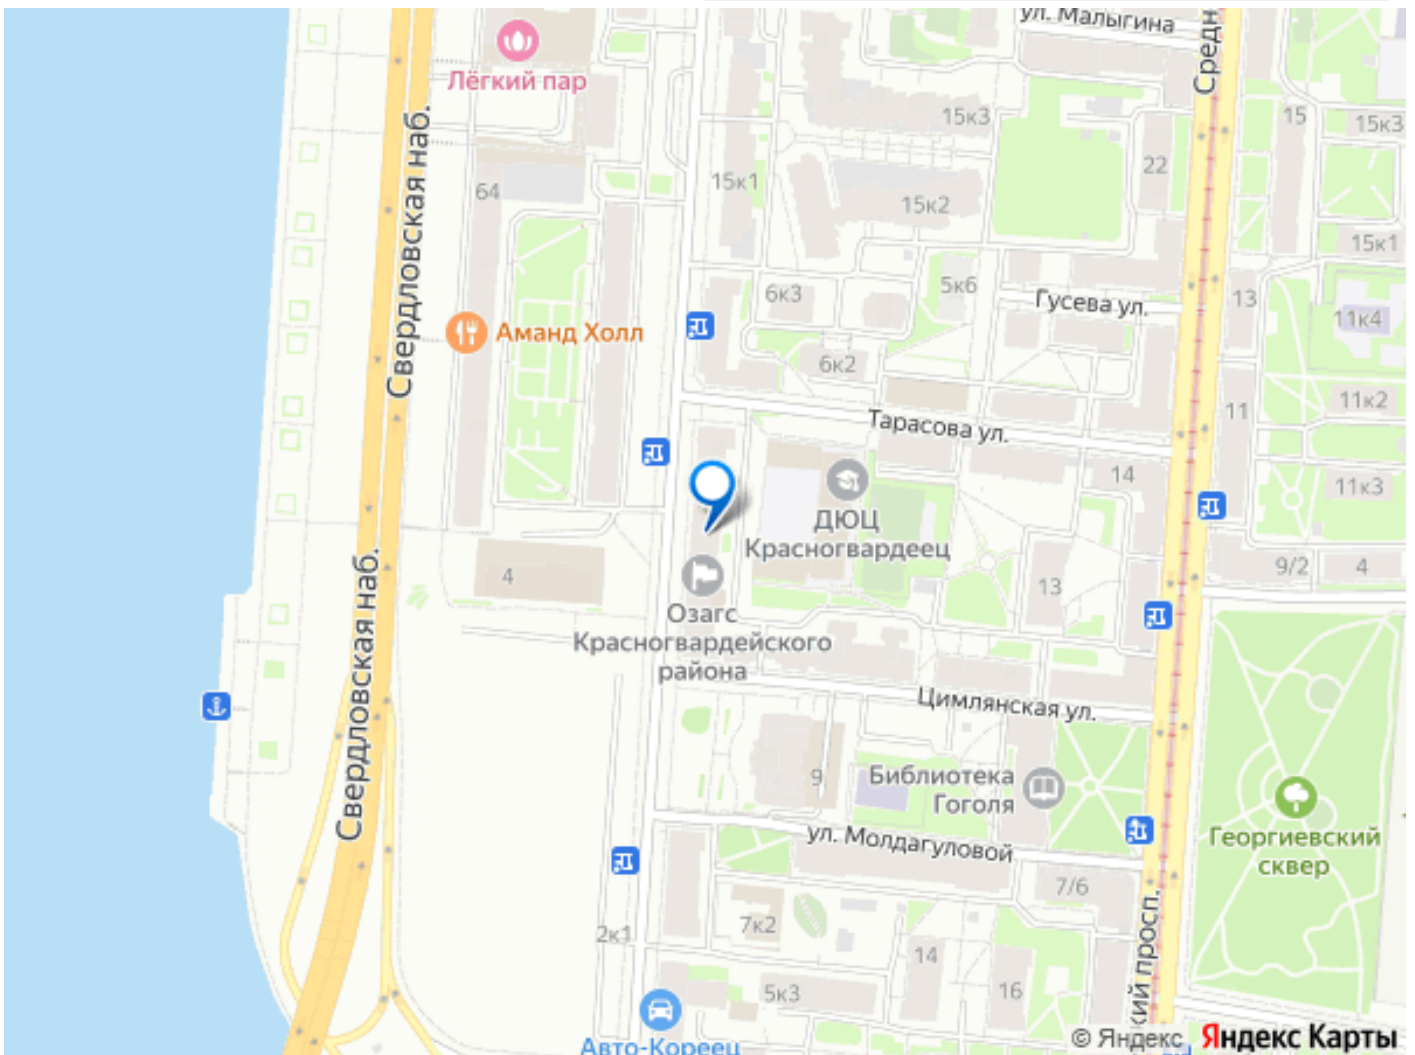 ул. Малыгина
Средн
Лёгкий пар
Свердловская наб.
15к3
15
15к3
22
64
15к1
15к2
15к1
5к6
6к3
Гусева ул.
13
11к4
Аманд Холл
6к2
11к2
11
Тарасова ул.
14
11к3
ДЮЦ
Красногвардеец
4
13
9/2
4
Озагс
Красногвардейского
района
Свердловская наб.
Цимлянская ул.
9
Библиотека
Гоголя
ул. Молдагуловой
Георгиевский
сквер
7/6
7к2
2к1
14
16
5к3
кий просп.
Авто-Кореец
© Яндекс Яндекс Карты